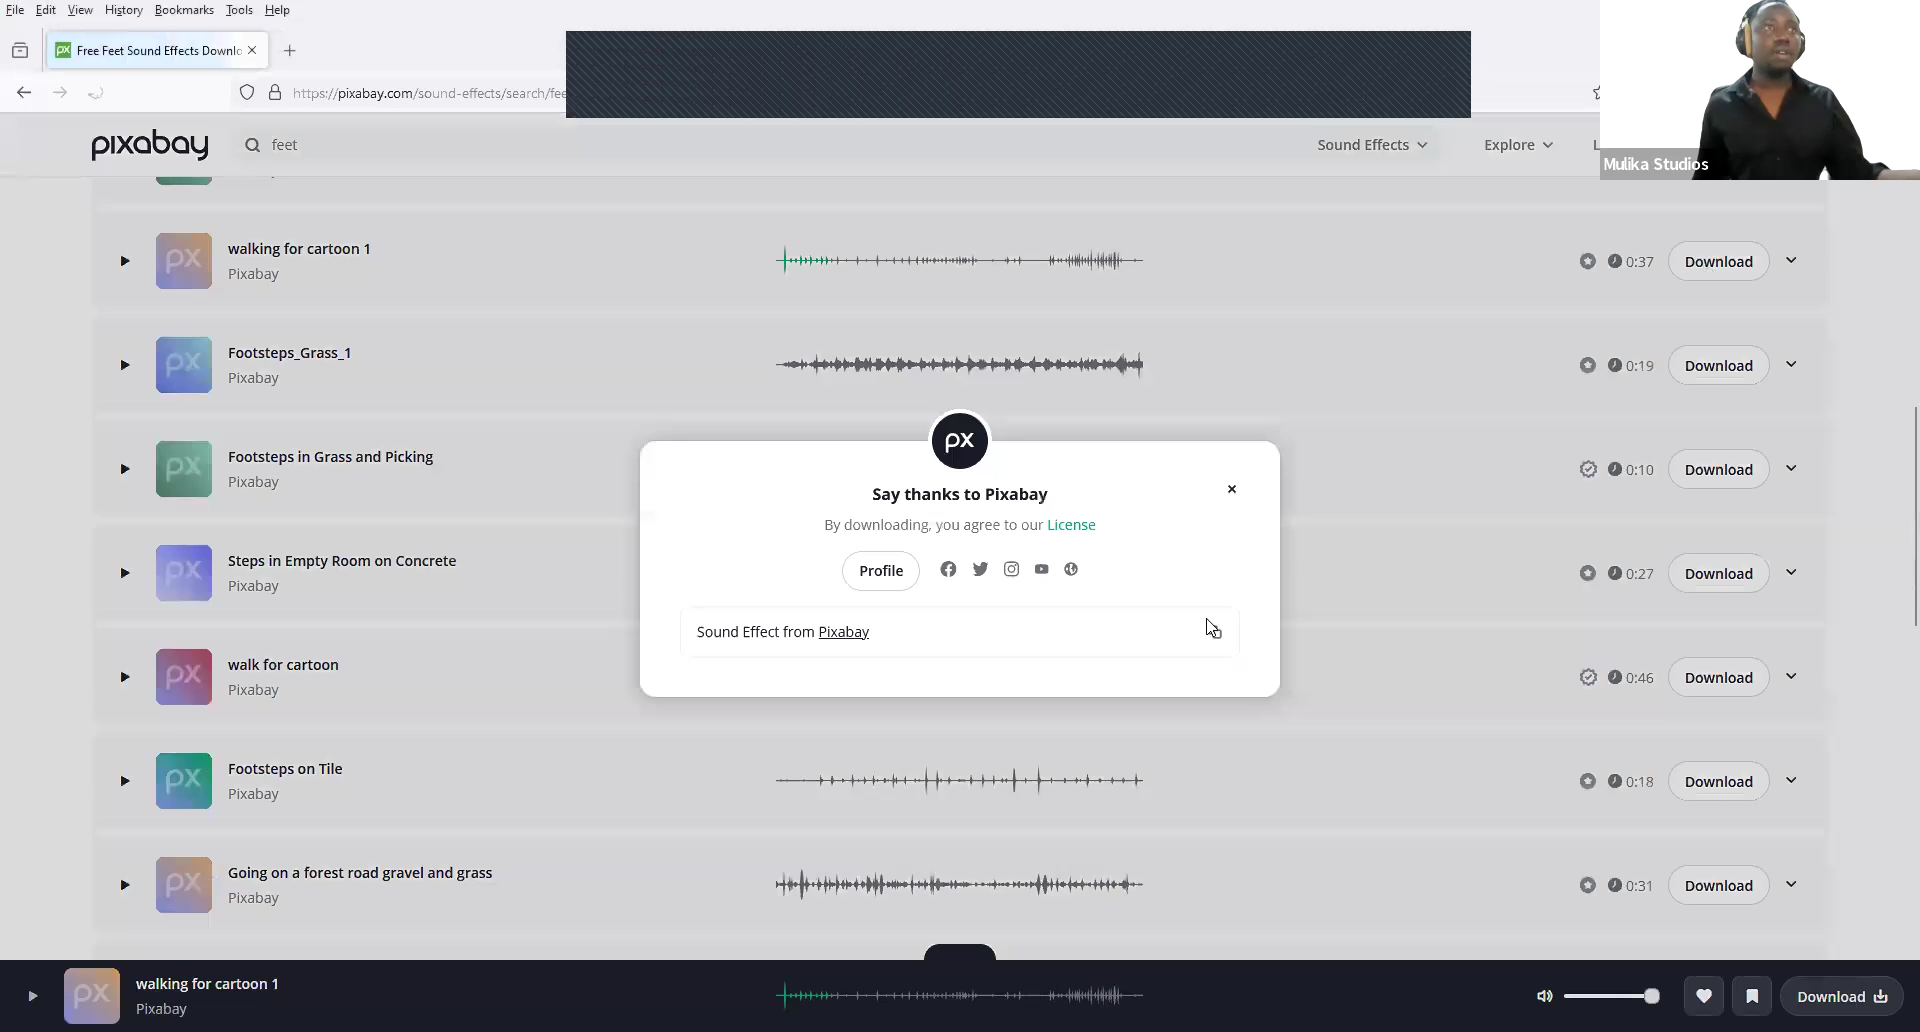 File Edit View History Bookmarks Tools Help
Free Feet Sound Effects Downlo
https://pixabay.com/sound-effects/search/fee
Mulika Studios
pixabay
feet
Sound Effects
Explore
L
walking for cartoon 1
Pixabay
0:37
Download
Footsteps_Grass_1
Pixabay
0:19
Download
px
Footsteps in Grass and Picking
Pixabay
0:10
Download
Say thanks to Pixabay
By downloading, you agree to our License
Profile
Sound Effect from Pixabay
Steps in Empty Room on Concrete
Pixabay
0:27
Download
walk for cartoon
Pixabay
0:46
Download
Footsteps on Tile
Pixabay
0:18
Download
Going on a forest road gravel and grass
Pixabay
0:31
Download
walking for cartoon 1
Pixabay
Download